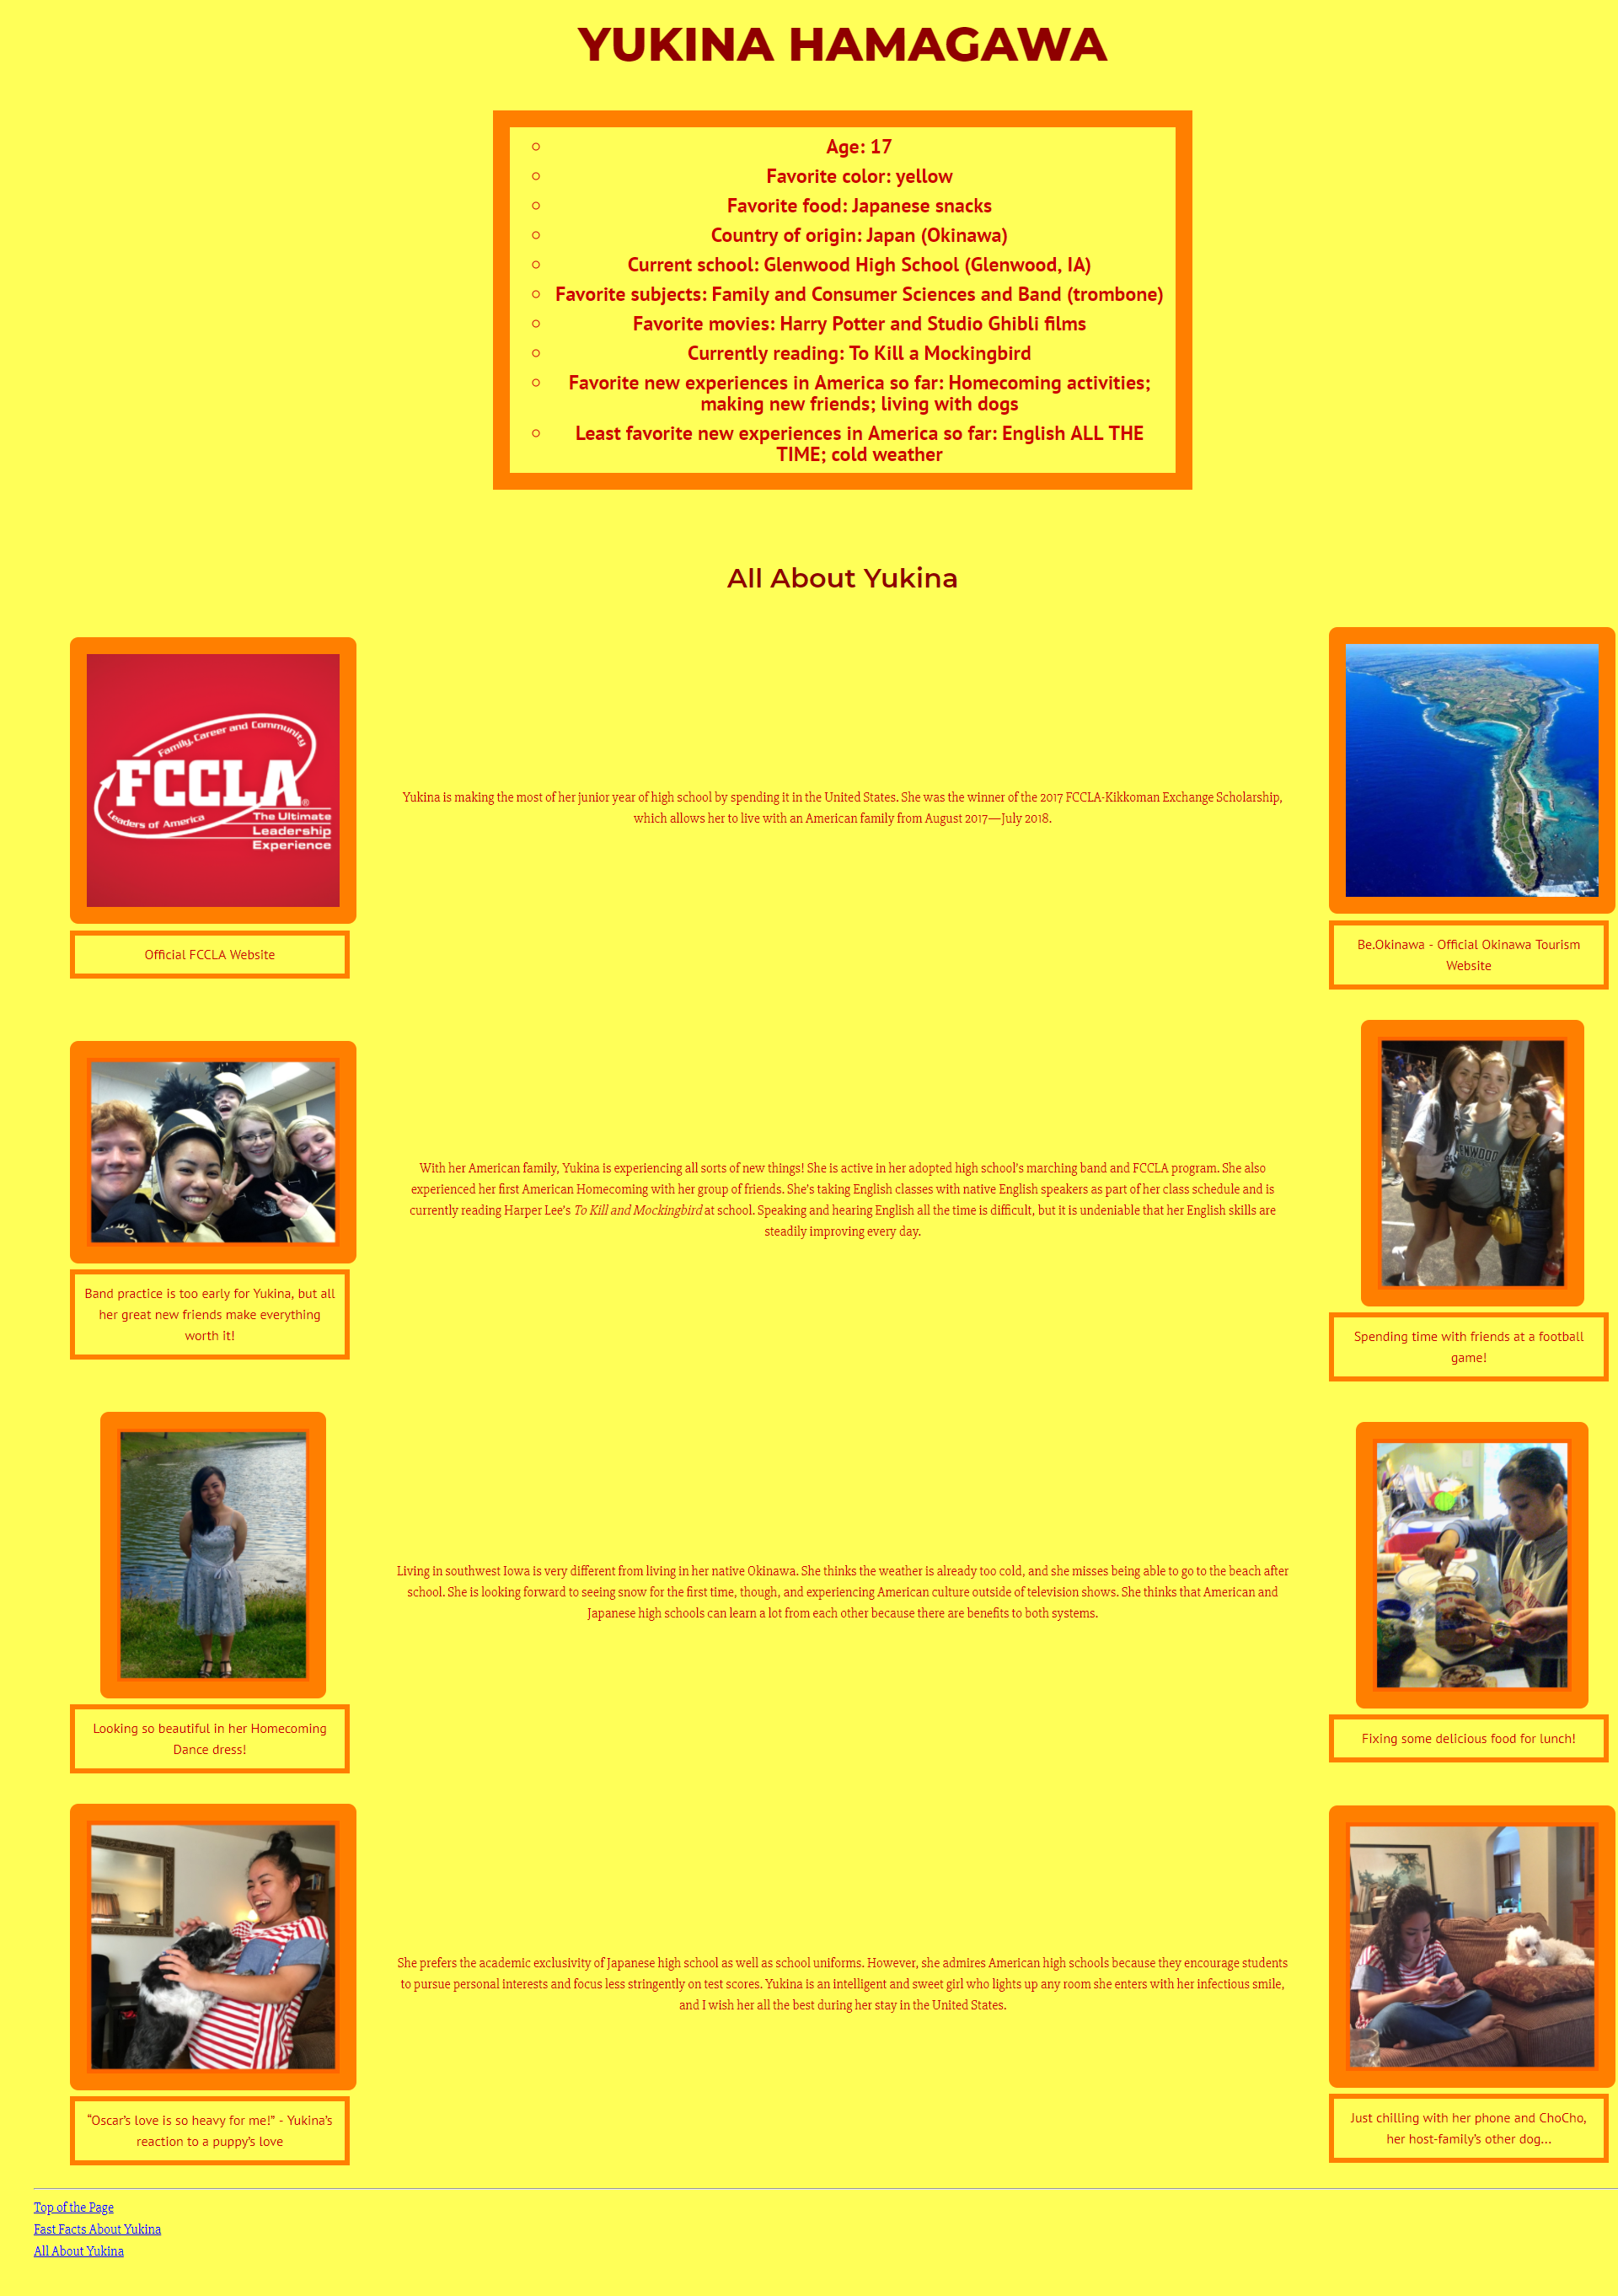 YUKINA HAMAGAWA
Age: 17
Favorite color: yellow
Favorite food: Japanese snacks
Country of origin: Japan (Okinawa)
Current school: Glenwood High School (Glenwood, IA)
Favorite subjects: Family and Consumer Sciences and Band (trombone)
Favorite movies: Harry Potter and Studio Ghibli films
Currently reading: To Kill a Mockingbird
Favorite new experiences in America so far: Homecoming activities;
making new friends; living with dogs
Least favorite new experiences in America so far: English ALL THE
TIME; cold weather
All About Yukina
Family, Career and Community
FCCLA®
Leaders of America
The Ultimate
Leadership
Experience
Official FCCLA Website
Yukina is making the most of her junior year of high school by spending it in the United States. She was the winner of the 2017 FCCLA-Kikkoman Exchange Scholarship,
which allows her to live with an American family from August 2017—July 2018.
Be.Okinawa - Official Okinawa Tourism
Website
Band practice is too early for Yukina, but all
her great new friends make everything
worth it!
With her American family, Yukina is experiencing all sorts of new things! She is active in her adopted high school's marching band and FCCLA program. She also
experienced her first American Homecoming with her group of friends. She's taking English classes with native English speakers as part of her class schedule and is
currently reading Harper Lee's To Kill and Mockingbird at school. Speaking and hearing English all the time is difficult, but it is undeniable that her English skills are
steadily improving every day.
Spending time with friends at a football
game!
Looking so beautiful in her Homecoming
Dance dress!
Living in southwest Iowa is very different from living in her native Okinawa. She thinks the weather is already too cold, and she misses being able to go to the beach after
school. She is looking forward to seeing snow for the first time, though, and experiencing American culture outside of television shows. She thinks that American and
Japanese high schools can learn a lot from each other because there are benefits to both systems.
Fixing some delicious food for lunch!
“Oscar’s love is so heavy for me!” - Yukina’s
reaction to a puppy’s love
She prefers the academic exclusivity of Japanese high school as well as school uniforms. However, she admires American high schools because they encourage students
to pursue personal interests and focus less stringently on test scores. Yukina is an intelligent and sweet girl who lights up any room she enters with her infectious smile,
and I wish her all the best during her stay in the United States.
Just chilling with her phone and ChoCho,
her host-family’s other dog...
Top of the Page
Fast Facts About Yukina
All About Yukina